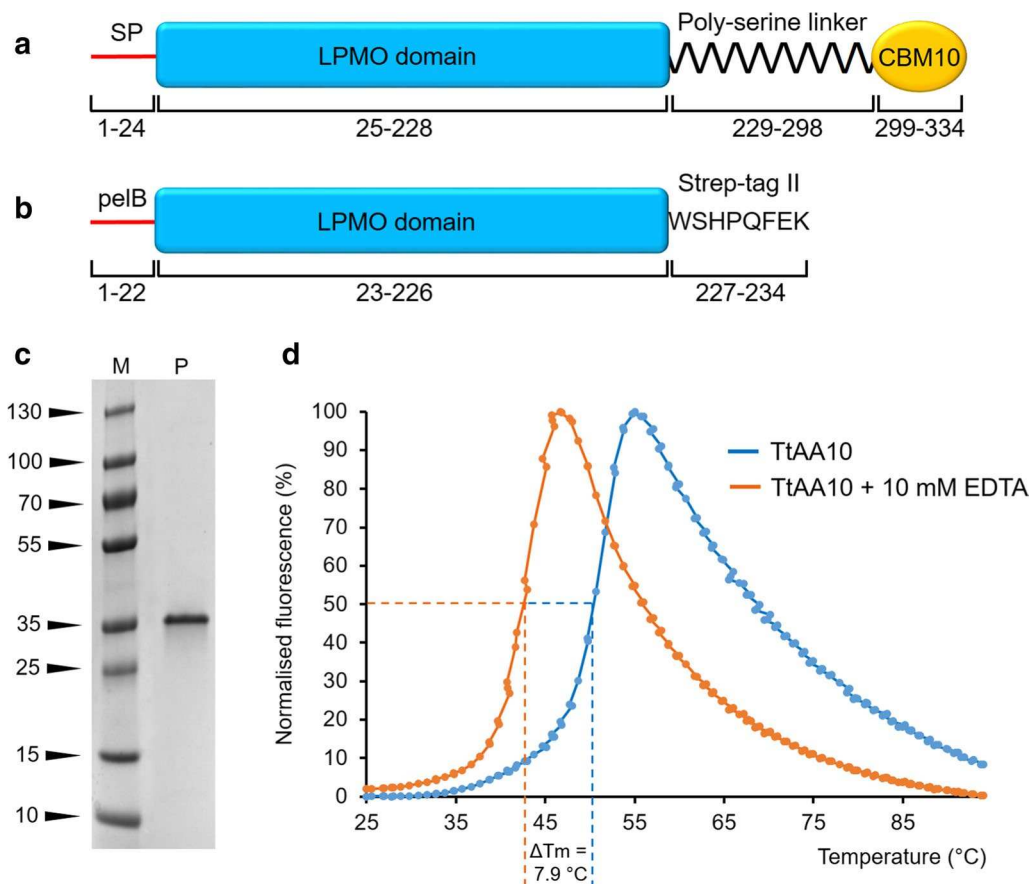 a
SP
LPMO domain
Poly-serine linker
CBM10
1-24
25-228
229-298
299-334
b
pelB
LPMO domain
Strep-tag II
WSHPQFEK
1-22
23-226
227-234
c
M P
130
100
70
55
35
25
15
10
d
Normalised fluorescence (%)
100
90
80
70
60
50
40
30
20
10
0
TtAA10
TtAA10 + 10 mM EDTA
25 35 45 55 65 75 85
ΔTm =
7.9 °C
Temperature (°C)